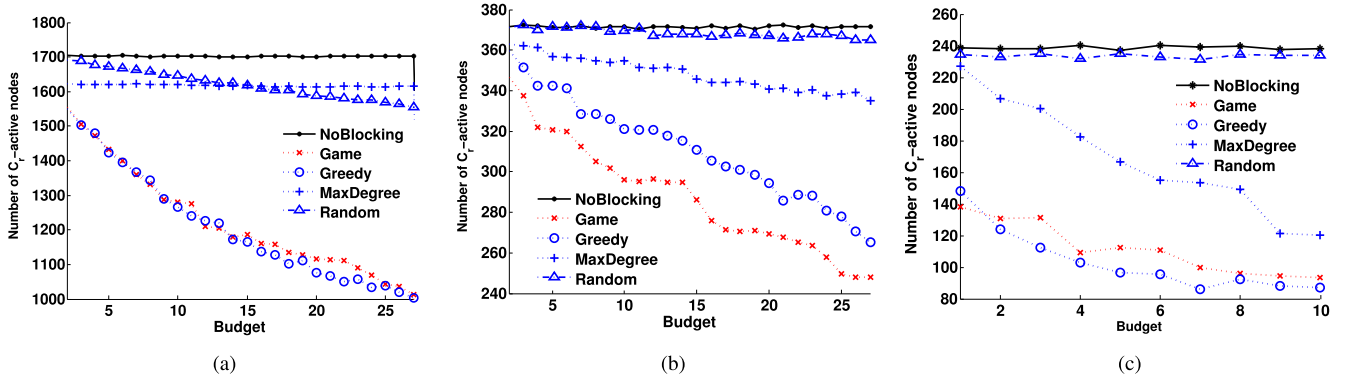 1800
1700
1600
1500
1400
1300
1200
1100
1000
Number of C_r-active nodes
NoBlocking
Game
Greedy
MaxDegree
Random
5 10 15 20 25
Budget
(a)
380
360
340
320
300
280
260
240
Number of C_r-active nodes
NoBlocking
Game
Greedy
MaxDegree
Random
5 10 15 20 25
Budget
(b)
260
240
220
200
180
160
140
120
100
80
Number of C_r-active nodes
NoBlocking
Game
Greedy
MaxDegree
Random
2 4 6 8 10
Budget
(c)